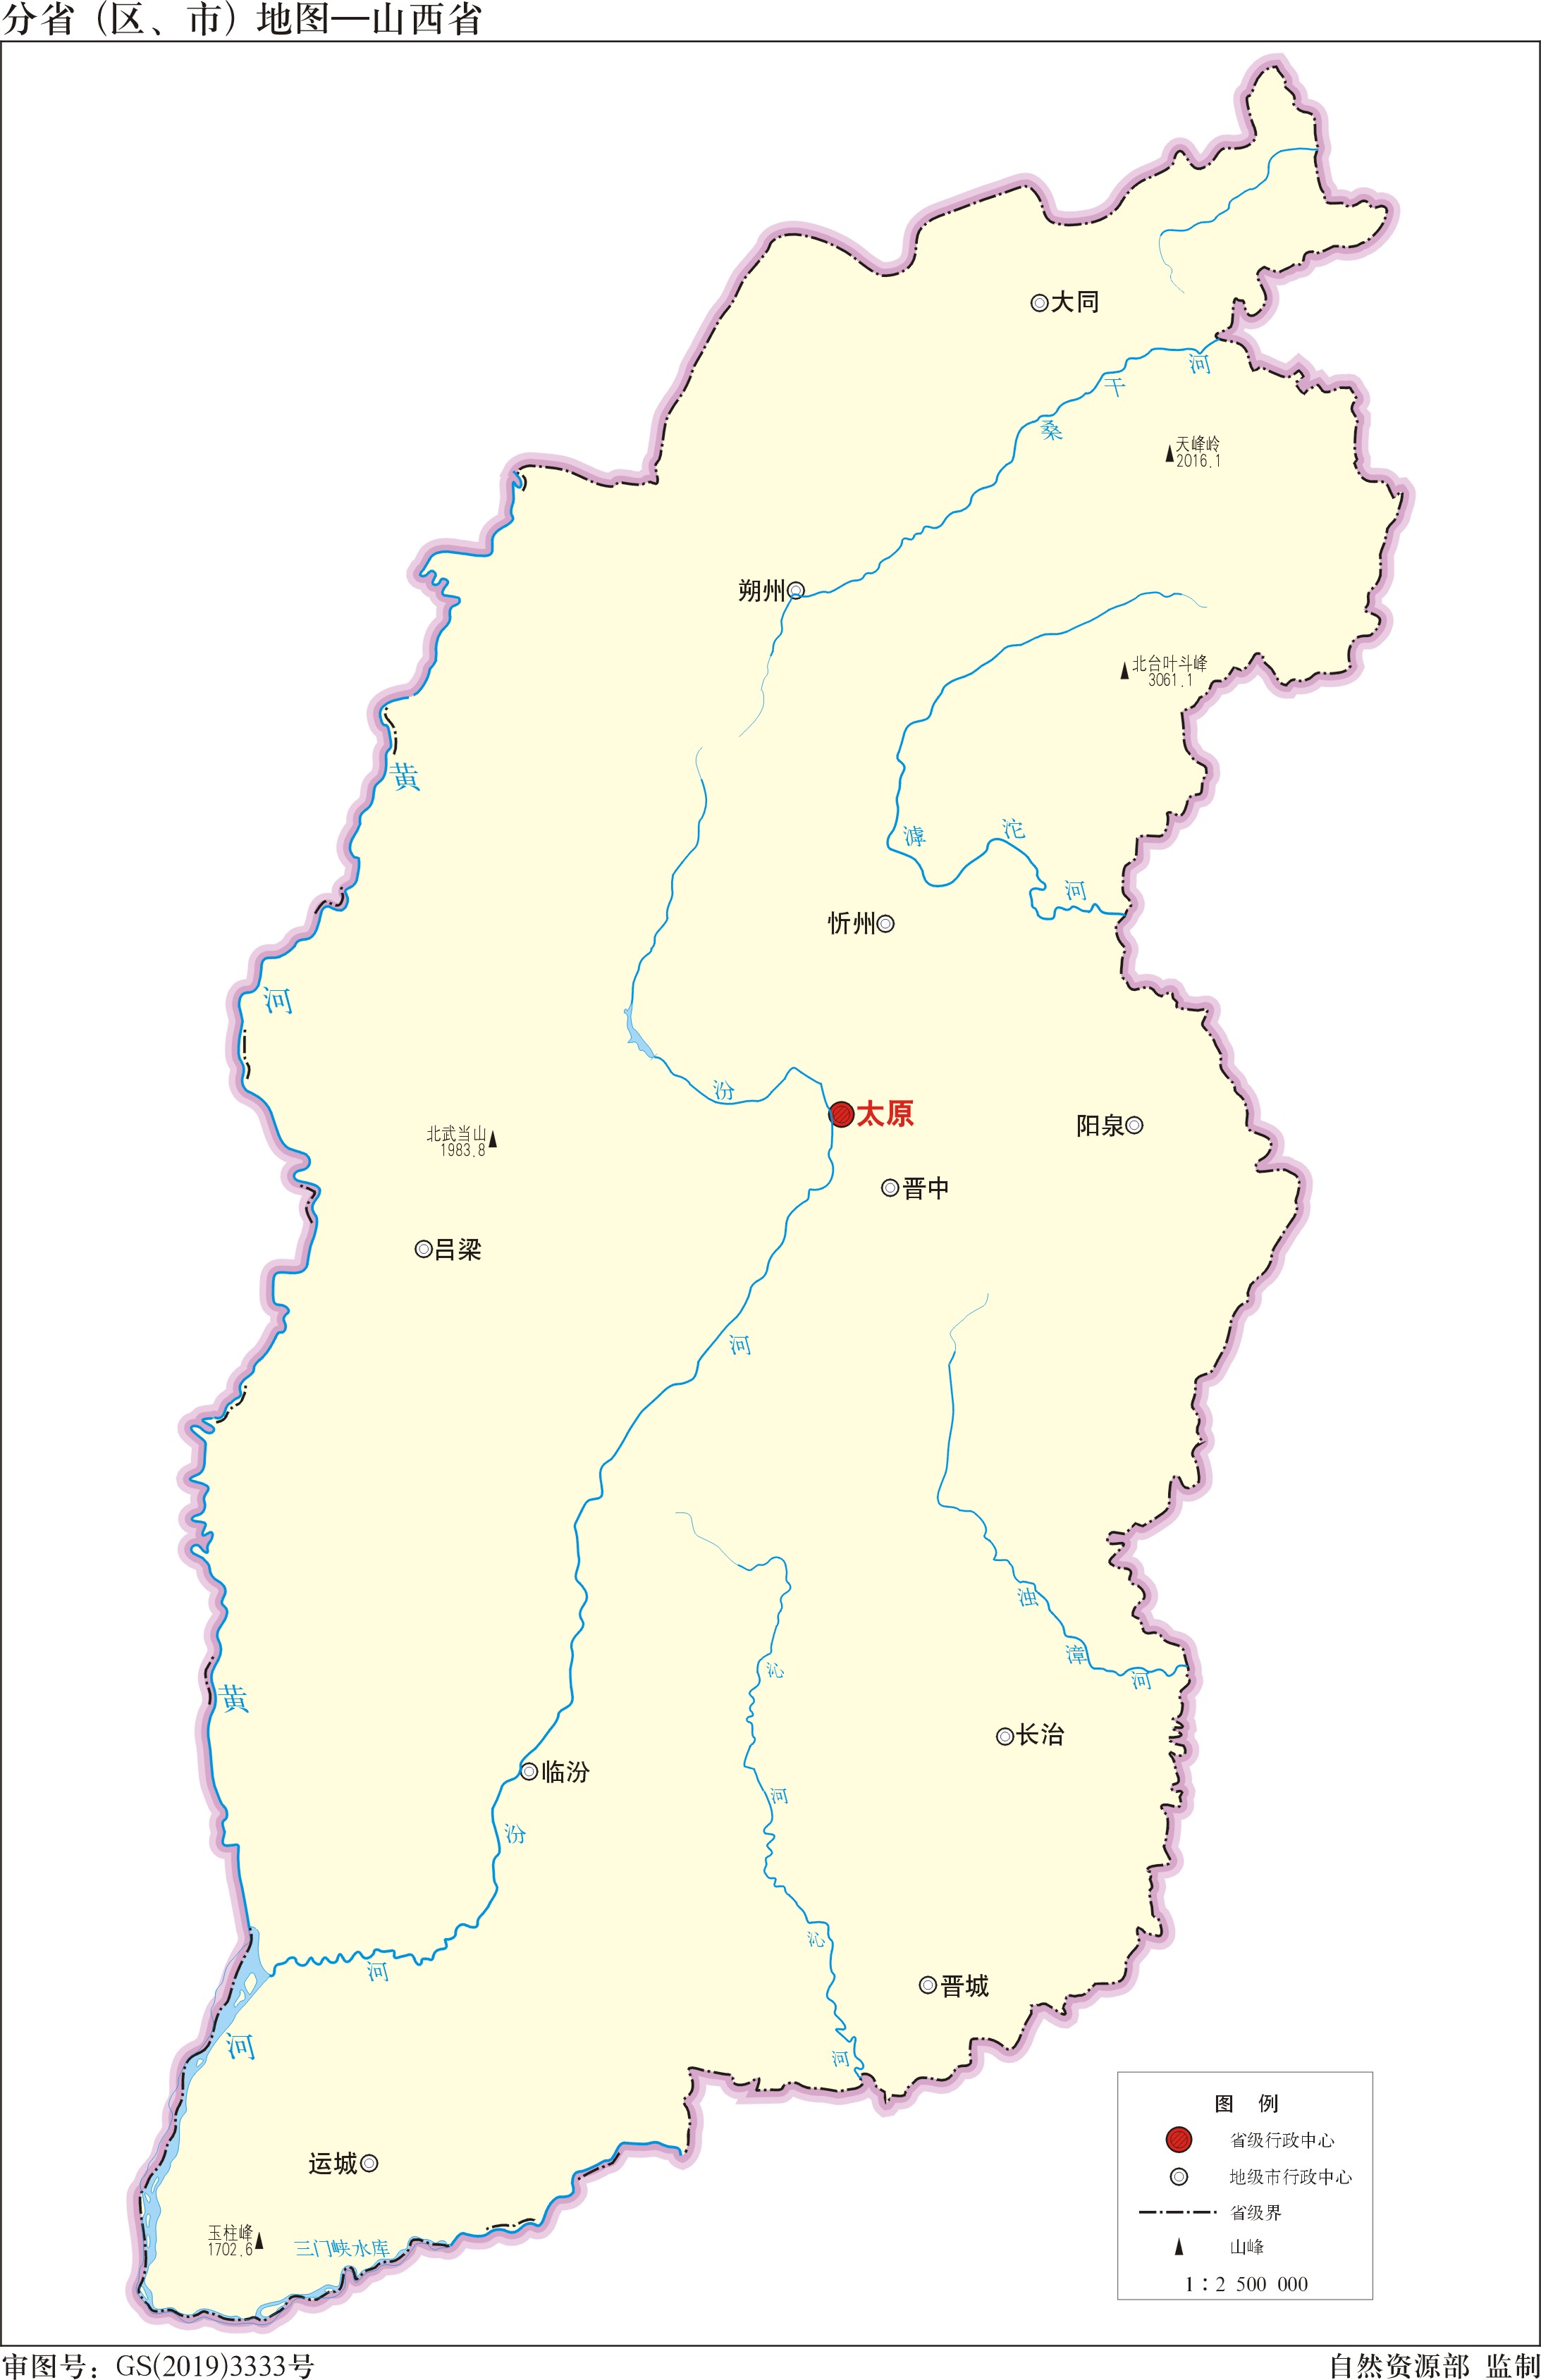 分省（区、市）地图—山西省
大同
桑干河
天峰岭
2016.1
朔州
北台叶斗峰
3061.1
黄河
滹沱河
忻州
汾河
太原
阳泉
北武当山
1983.8
晋中
吕梁
浊漳河
沁河
黄河
长治
临汾
汾河
沁河
晋城
运城
玉柱峰
1702.6
三门峡水库
图 例
省级行政中心
地级市行政中心
省级界
山峰
1：2 500 000
审图号：GS(2019)3333号
自然资源部 监制